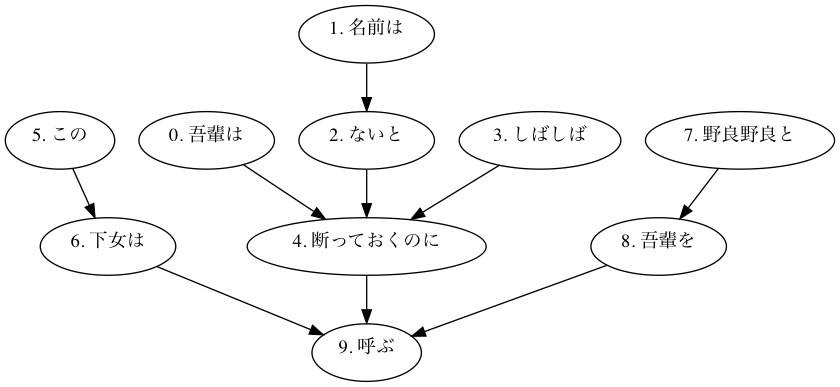 1. 名前は
5. この
0. 吾輩は
2. ないと
3. しばしば
7. 野良野良と
6. 下女は
4. 断っておくのに
8. 吾輩を
9. 呼ぶ